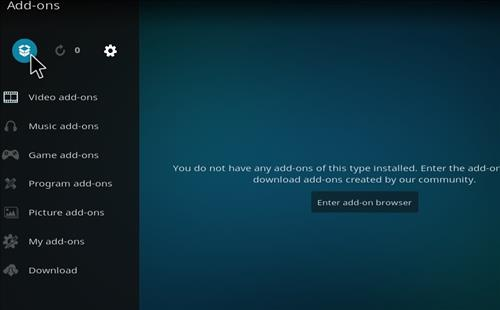 Add-ons
0
Video add-ons
Music add-ons
Game add-ons
Program add-ons
Picture add-ons
My add-ons
Download
You do not have any add-ons of this type installed. Enter the add-on
download add-ons created by our community.
Enter add-on browser